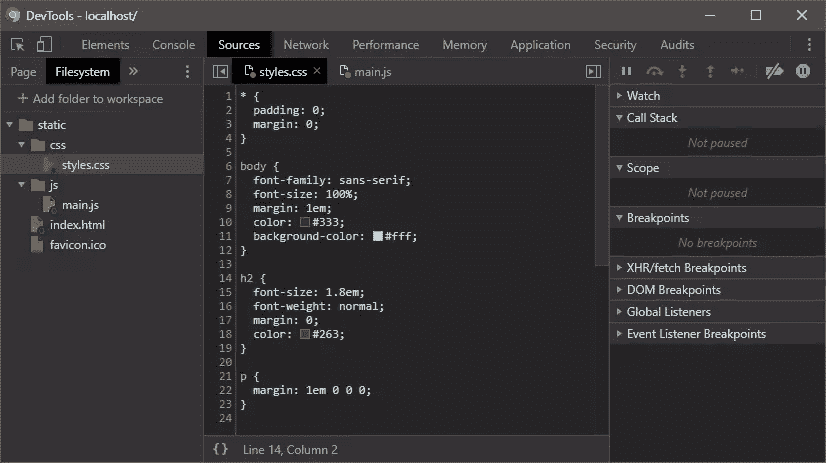 DevTools - localhost/
Elements Console Sources Network Performance Memory Application Security Audits
Page Filesystem »
+ Add folder to workspace
static
css
styles.css
js
main.js
index.html
favicon.ico
styles.css × main.js
1 * {
2 padding: 0;
3 margin: 0;
4 }
5
6 body {
7 font-family: sans-serif;
8 font-size: 100%;
9 margin: 1em;
10 color: #333;
11 background-color: #fff;
12 }
13
14 h2 {
15 font-size: 1.8em;
16 font-weight: normal;
17 margin: 0;
18 color: #263;
19 }
20
21 p {
22 margin: 1em 0 0 0;
23 }
24
{} Line 14, Column 2
Watch
Call Stack
Not paused
Scope
Not paused
Breakpoints
No breakpoints
XHR/fetch Breakpoints
DOM Breakpoints
Global Listeners
Event Listener Breakpoints